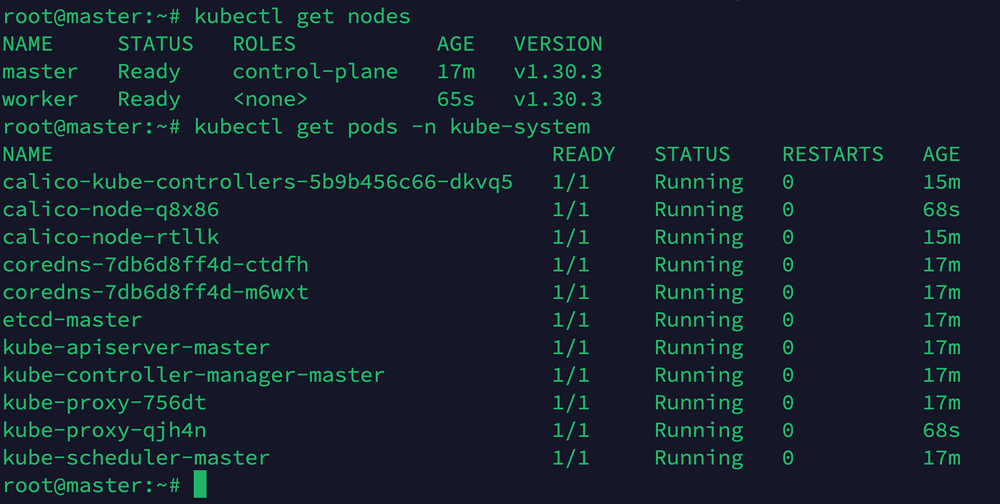 root@master:~# kubectl get nodes
NAME     STATUS   ROLES           AGE   VERSION
master   Ready    control-plane   17m   v1.30.3
worker   Ready    <none>          65s   v1.30.3
root@master:~# kubectl get pods -n kube-system
NAME                                       READY   STATUS    RESTARTS   AGE
calico-kube-controllers-5b9b456c66-dkvq5   1/1     Running   0          15m
calico-node-q8x86                          1/1     Running   0          68s
calico-node-rtllk                          1/1     Running   0          15m
coredns-7db6d8ff4d-ctdfh                   1/1     Running   0          17m
coredns-7db6d8ff4d-m6wxt                   1/1     Running   0          17m
etcd-master                                1/1     Running   0          17m
kube-apiserver-master                      1/1     Running   0          17m
kube-controller-manager-master             1/1     Running   0          17m
kube-proxy-756dt                           1/1     Running   0          17m
kube-proxy-qjh4n                           1/1     Running   0          68s
kube-scheduler-master                      1/1     Running   0          17m
root@master:~#